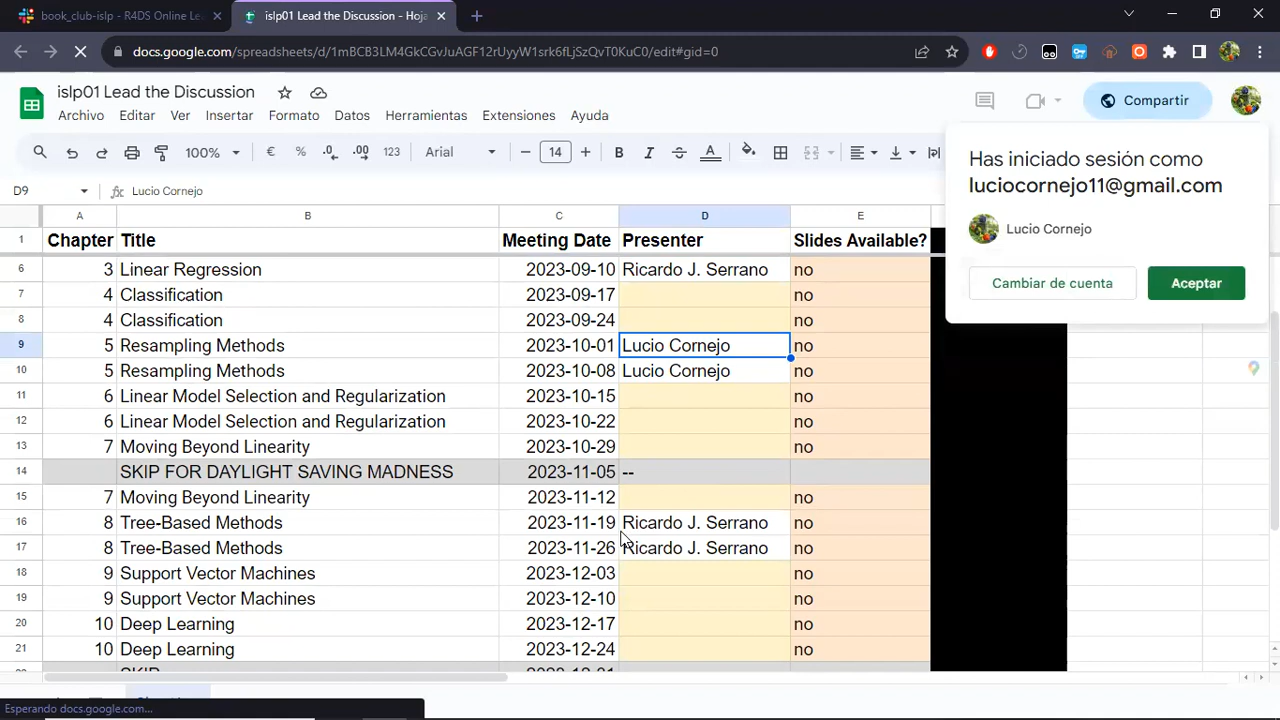 book_club-islp - R4DS Online Le
islp01 Lead the Discussion - Hoja
docs.google.com/spreadsheets/d/1mBCB3LM4GkCGvJuAGF12rUyyW1srk6fLjSzQvT0KuC0/edit#gid=0
islp01 Lead the Discussion
Compartir
Archivo Editar Ver Insertar Formato Datos Herramientas Extensiones Ayuda
100% € % .0 .00 123 Arial 14 B I A
Has iniciado sesión como
luciocornejo11@gmail.com
Lucio Cornejo
Cambiar de cuenta Aceptar
D9 fx Lucio Cornejo
A B C D E
1 Chapter Title Meeting Date Presenter Slides Available?
6 3 Linear Regression 2023-09-10 Ricardo J. Serrano no
7 4 Classification 2023-09-17 no
8 4 Classification 2023-09-24 no
9 5 Resampling Methods 2023-10-01 Lucio Cornejo no
10 5 Resampling Methods 2023-10-08 Lucio Cornejo no
11 6 Linear Model Selection and Regularization 2023-10-15 no
12 6 Linear Model Selection and Regularization 2023-10-22 no
13 7 Moving Beyond Linearity 2023-10-29 no
14 SKIP FOR DAYLIGHT SAVING MADNESS 2023-11-05 --
15 7 Moving Beyond Linearity 2023-11-12 no
16 8 Tree-Based Methods 2023-11-19 Ricardo J. Serrano no
17 8 Tree-Based Methods 2023-11-26 Ricardo J. Serrano no
18 9 Support Vector Machines 2023-12-03 no
19 9 Support Vector Machines 2023-12-10 no
20 10 Deep Learning 2023-12-17 no
21 10 Deep Learning 2023-12-24 no
Esperando docs.google.com...